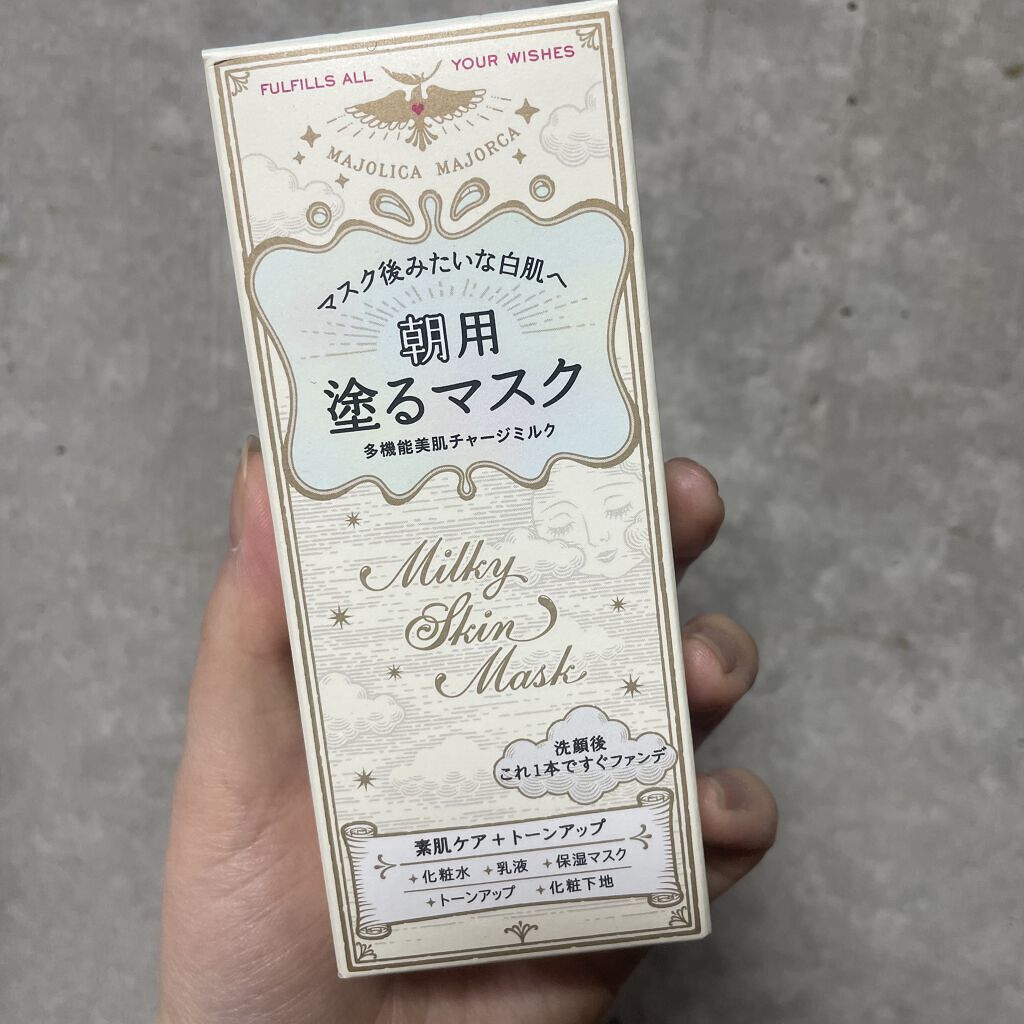 FULFILLS ALL YOUR WISHES
MAJOLICA MAJORCA
マスク後みたいな白肌へ
朝用
塗るマスク
多機能美肌チャージミルク
Milky
Skin
Mask
洗顔後
これ1本ですぐファンデ
素肌ケア+トーンアップ
化粧水 乳液 保湿マスク
トーンアップ 化粧下地